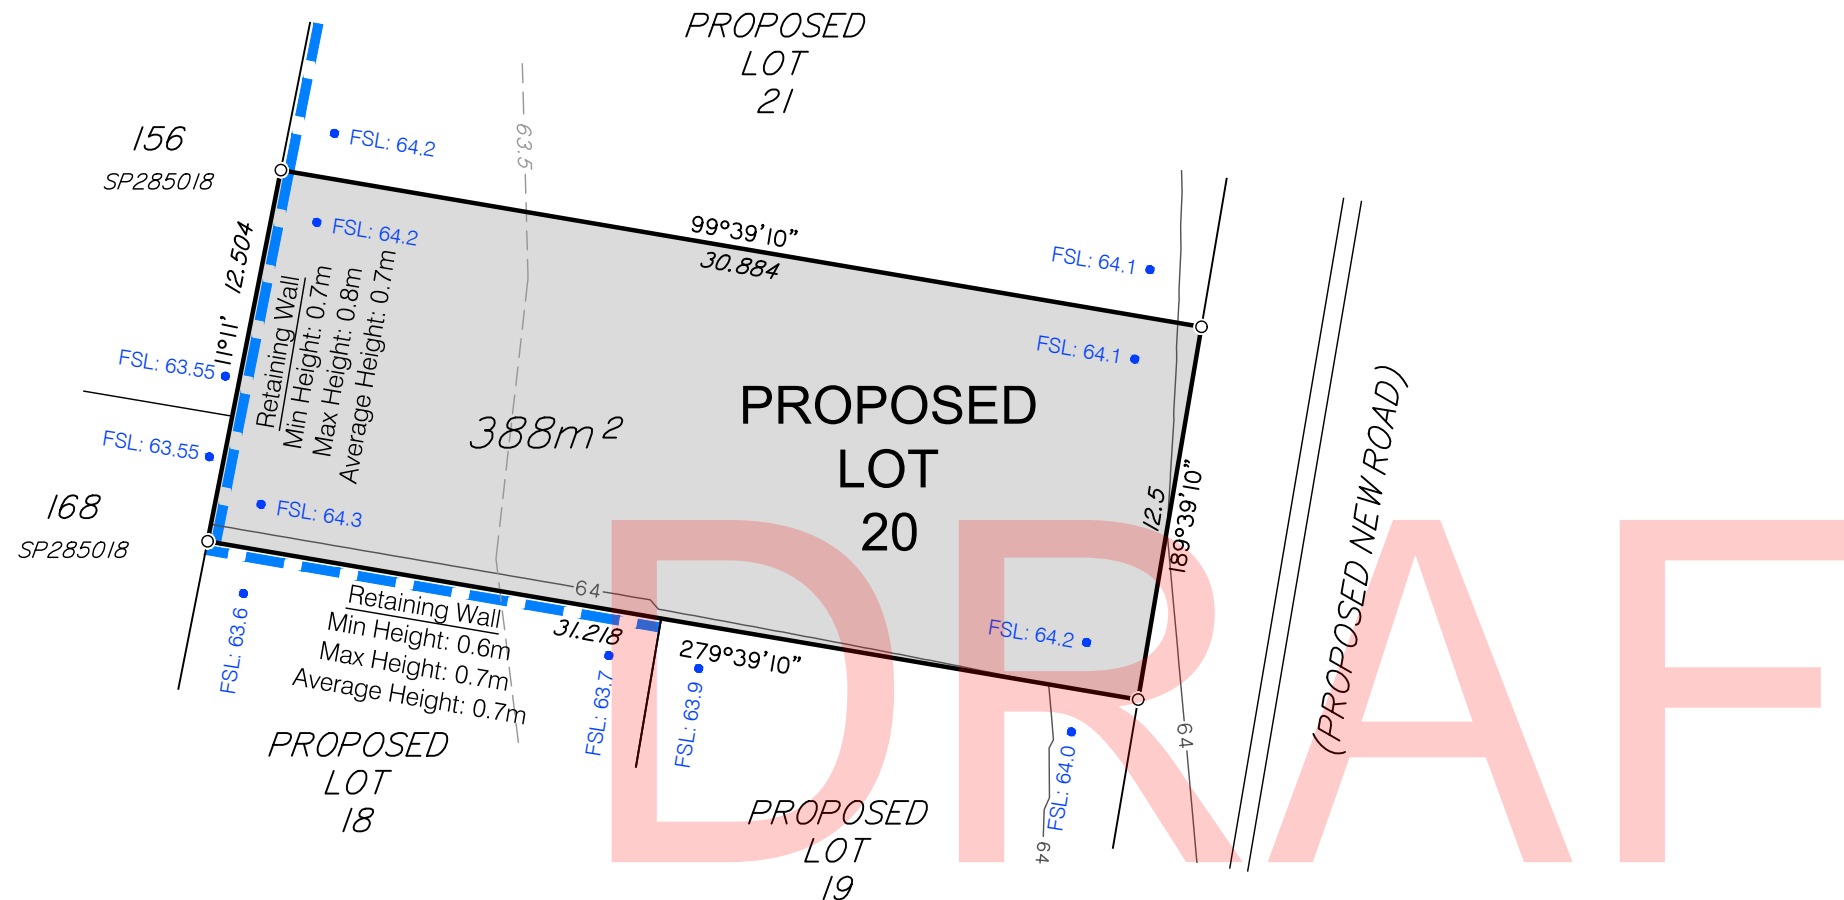 PROPOSED
LOT
21
156
SP285018
FSL: 64.2
63.5
FSL: 64.2
99°39'10"
30.884
FSL: 64.1
FSL: 64.1
12.504
11°11'
Retaining Wall
Min Height: 0.7m
Max Height: 0.8m
Average Height: 0.7m
FSL: 63.55
FSL: 63.55
388m²
PROPOSED
LOT
20
12.5
189°39'10"
(PROPOSED NEW ROAD)
168
SP285018
FSL: 64.3
64
FSL: 63.6
Retaining Wall
Min Height: 0.6m
Max Height: 0.7m
Average Height: 0.7m
31.218
279°39'10"
FSL: 64.2
FSL: 63.7
FSL: 63.9
FSL: 64.0
64
64
PROPOSED
LOT
18
PROPOSED
LOT
19
DRAF